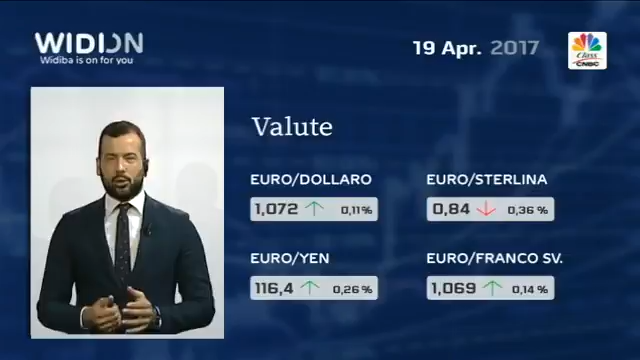 WIDION
Widiba is on for you
19 Apr. 2017
Class
CNBC
Valute
EURO/DOLLARO
1,072 ↑ 0,11%
EURO/STERLINA
0,84 ↓ 0,36%
EURO/YEN
116,4 ↑ 0,26%
EURO/FRANCO SV.
1,069 ↑ 0,14%